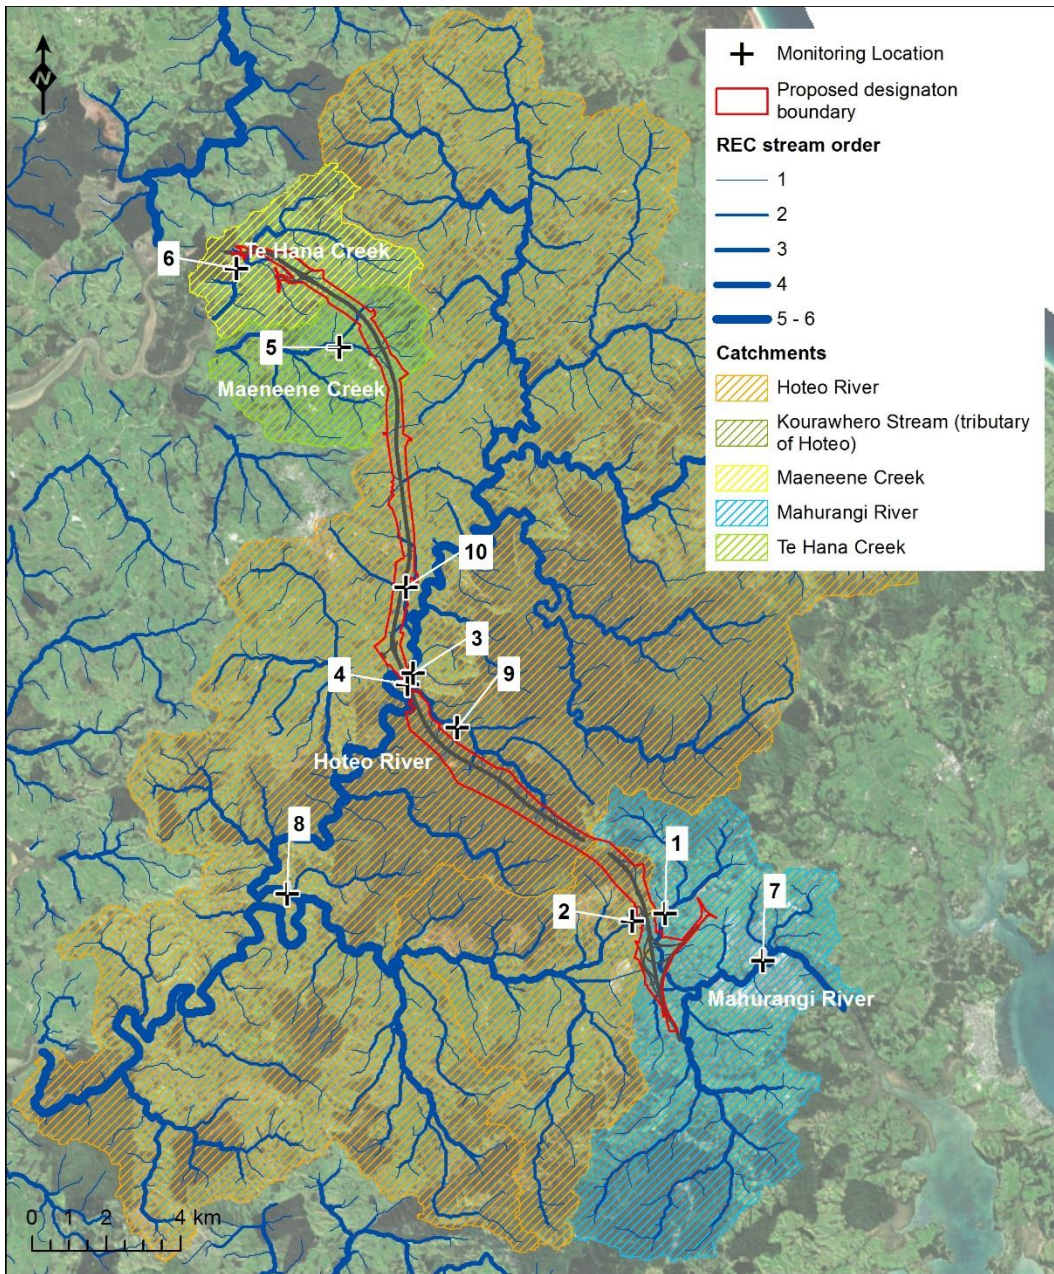 N
Monitoring Location
Proposed designaton
boundary
REC stream order
1
2
3
4
5 - 6
Catchments
Hoteo River
Kourawhero Stream (tributary
of Hoteo)
Maeneene Creek
Mahurangi River
Te Hana Creek
Te Hana Creek
6
5
Maeneene Creek
10
3
4
9
Hoteo River
8
1
2
7
Mahurangi River
0 1 2 4 km